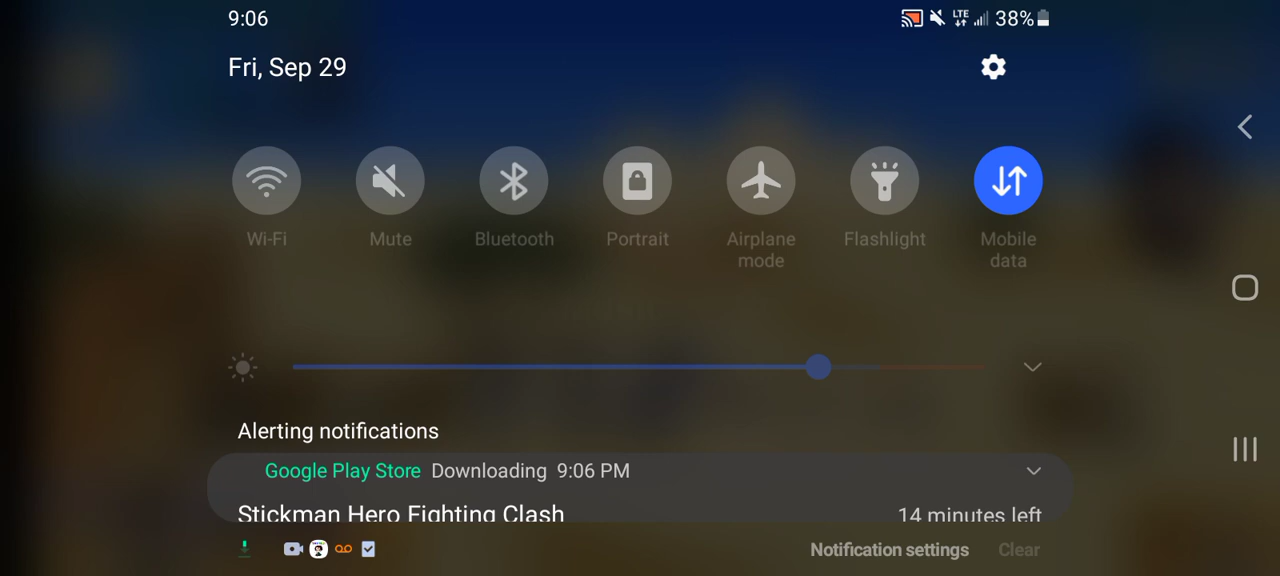 9:06
LTE 38%
Fri, Sep 29
Wi-Fi
Mute
Bluetooth
Portrait
Airplane mode
Flashlight
Mobile data
Alerting notifications
Google Play Store Downloading 9:06 PM
Stickman Hero Fighting Clash 14 minutes left
Notification settings Clear